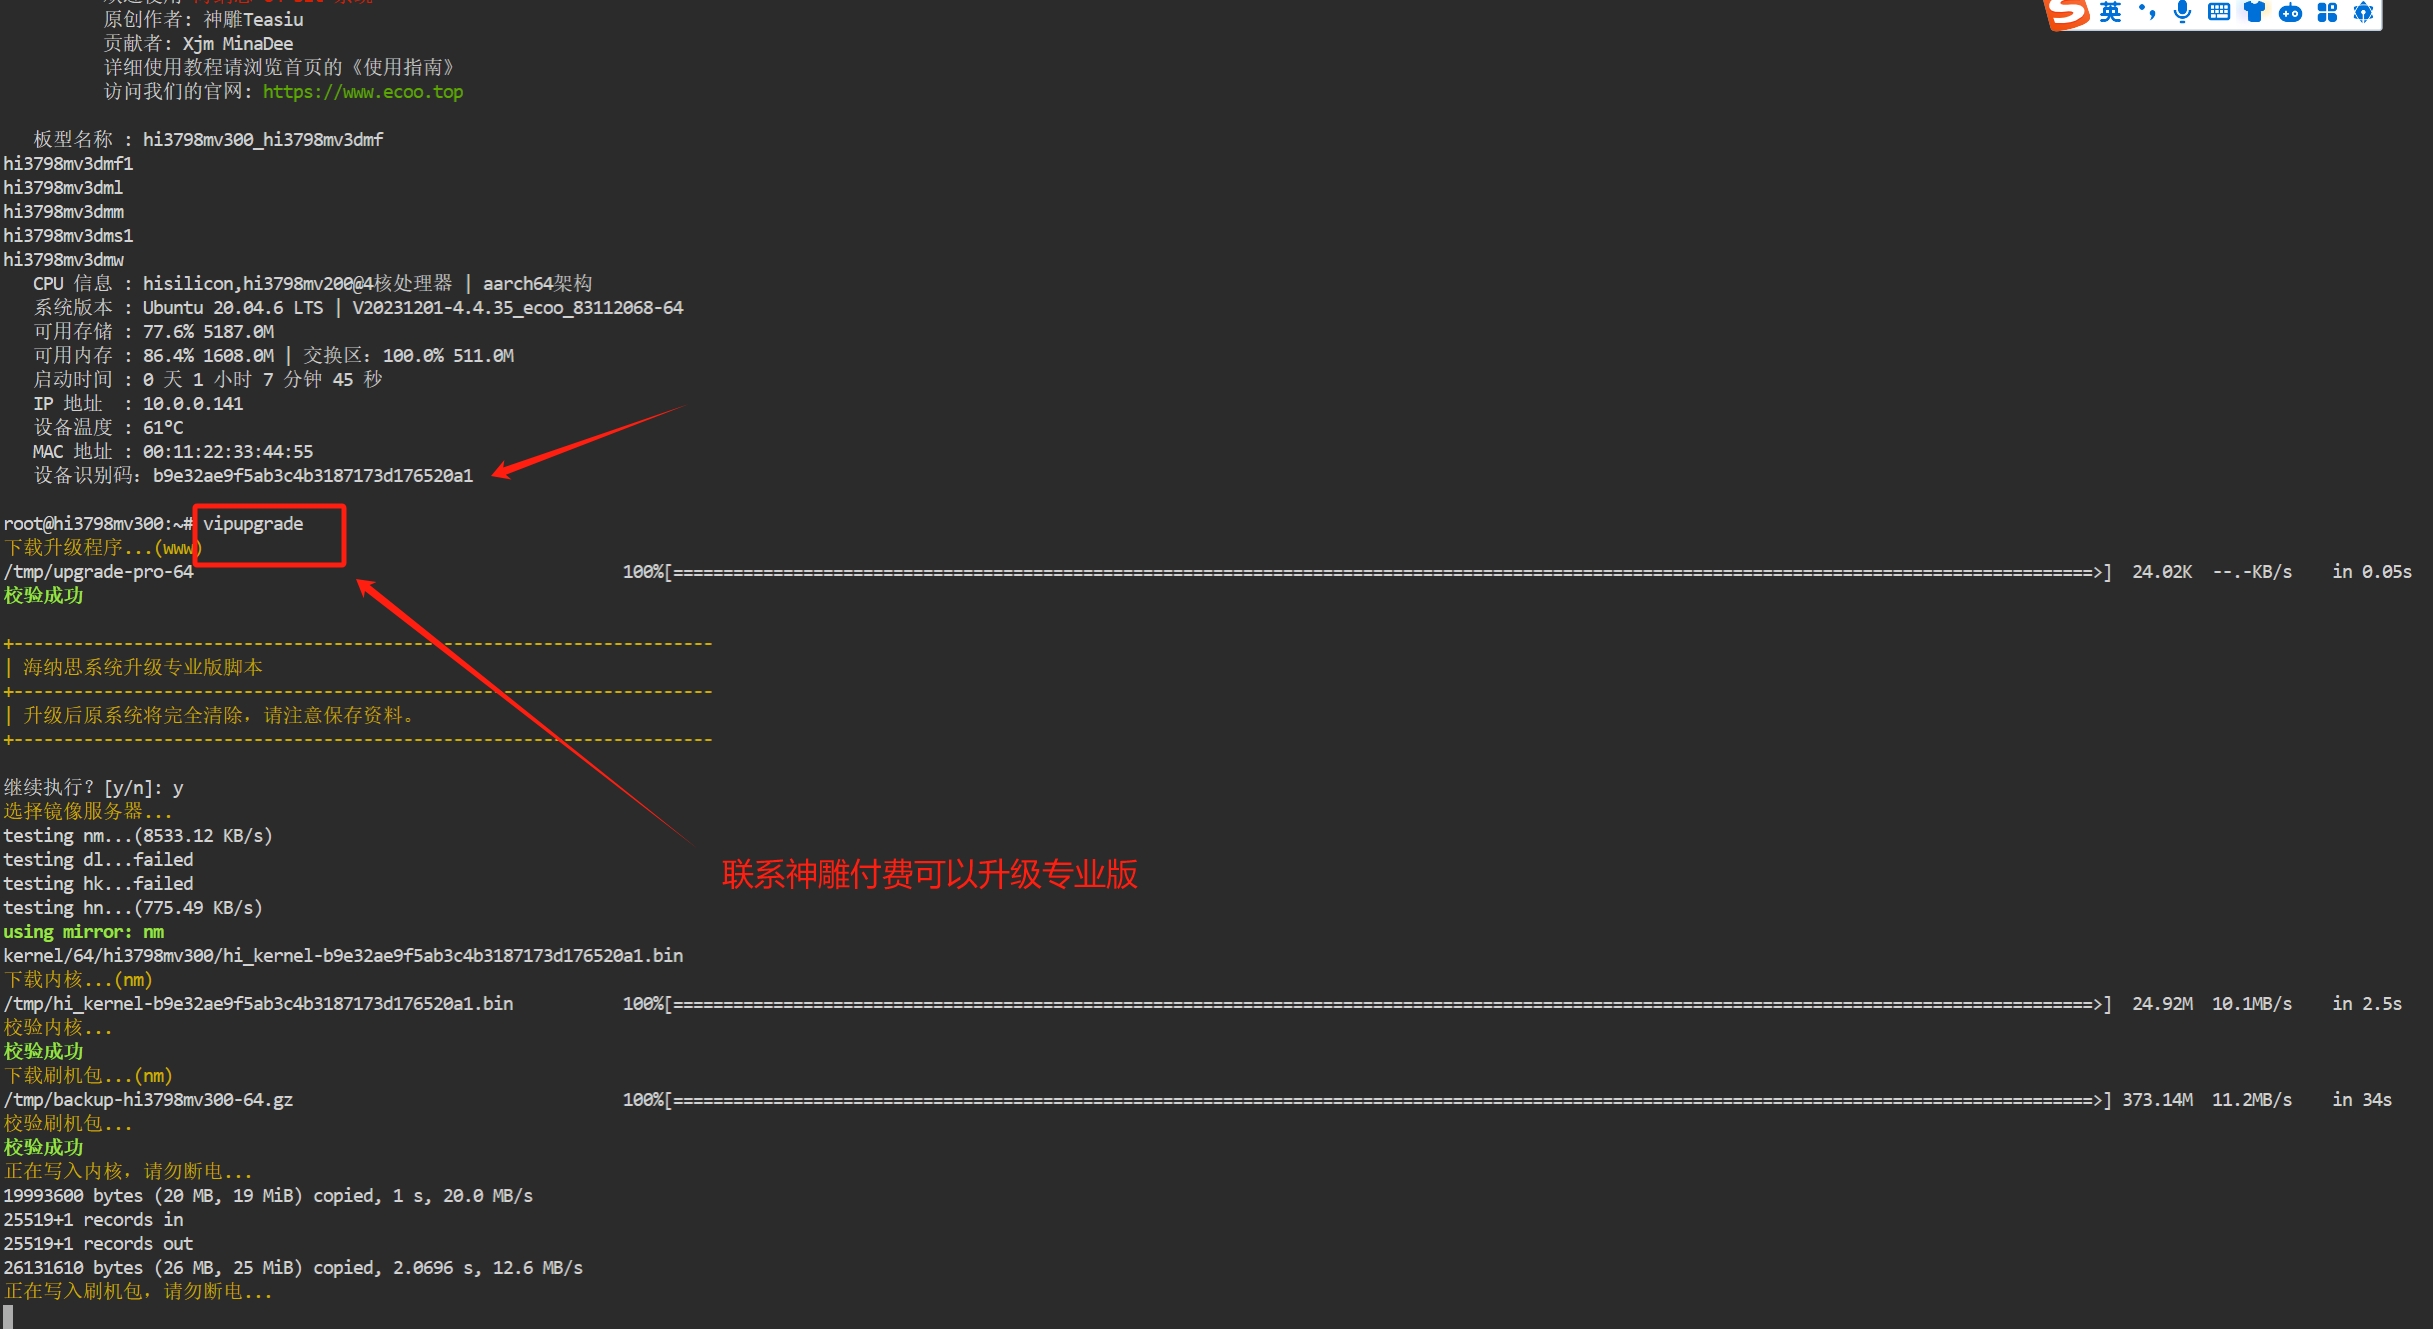 英
原创作者: 神雕Teasiu
贡献者: Xjm MinaDee
详细使用教程请浏览首页的《使用指南》
访问我们的官网: https://www.ecoo.top
板型名称 : hi3798mv300_hi3798mv3dmf
hi3798mv3dmf1
hi3798mv3dml
hi3798mv3dmm
hi3798mv3dms1
hi3798mv3dmw
CPU 信息 : hisilicon,hi3798mv200@4核处理器 | aarch64架构
系统版本 : Ubuntu 20.04.6 LTS | V20231201-4.4.35_ecoo_83112068-64
可用存储 : 77.6% 5187.0M
可用内存 : 86.4% 1608.0M | 交换区: 100.0% 511.0M
启动时间 : 0 天 1 小时 7 分钟 45 秒
IP 地址  : 10.0.0.141
设备温度 : 61°C
MAC 地址 : 00:11:22:33:44:55
设备识别码: b9e32ae9f5ab3c4b3187173d176520a1
root@hi3798mv300:~# vipupgrade
下载升级程序...(www)
/tmp/upgrade-pro-64 100%[==============================>] 24.02K --.-KB/s in 0.05s
校验成功
+----------------------------------------------------------------------
| 海纳思系统升级专业版脚本
+----------------------------------------------------------------------
| 升级后原系统将完全清除，请注意保存资料。
+----------------------------------------------------------------------
继续执行? [y/n]: y
选择镜像服务器...
testing nm...(8533.12 KB/s)
testing dl...failed
testing hk...failed
testing hn...(775.49 KB/s)
联系神雕付费可以升级专业版
using mirror: nm
kernel/64/hi3798mv300/hi_kernel-b9e32ae9f5ab3c4b3187173d176520a1.bin
下载内核...(nm)
/tmp/hi_kernel-b9e32ae9f5ab3c4b3187173d176520a1.bin 100%[==============================>] 24.92M 10.1MB/s in 2.5s
校验内核...
校验成功
下载刷机包...(nm)
/tmp/backup-hi3798mv300-64.gz 100%[==============================>] 373.14M 11.2MB/s in 34s
校验刷机包...
校验成功
正在写入内核，请勿断电...
19993600 bytes (20 MB, 19 MiB) copied, 1 s, 20.0 MB/s
25519+1 records in
25519+1 records out
26131610 bytes (26 MB, 25 MiB) copied, 2.0696 s, 12.6 MB/s
正在写入刷机包，请勿断电...